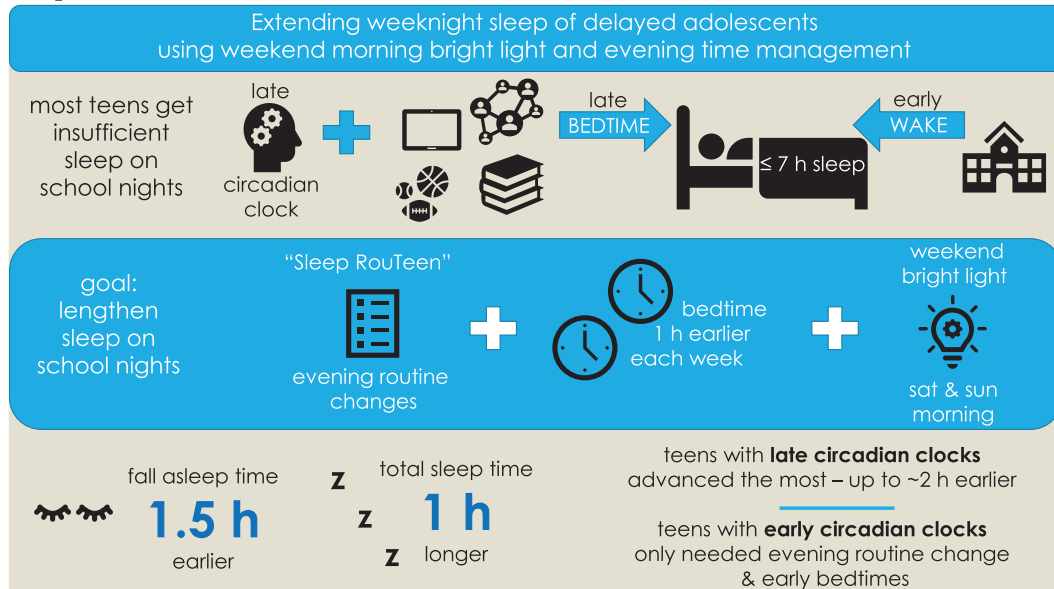 Extending weeknight sleep of delayed adolescents
using weekend morning bright light and evening time management
most teens get
insufficient
sleep on
school nights
late
circadian
clock
late
BEDTIME
≤ 7 h sleep
early
WAKE
goal:
lengthen
sleep on
school nights
“Sleep RouTeen”
evening routine
changes
bedtime
1 h earlier
each week
weekend
bright light
sat & sun
morning
fall asleep time
1.5 h
earlier
z
z
z
total sleep time
1 h
longer
teens with late circadian clocks
advanced the most – up to ~2 h earlier
teens with early circadian clocks
only needed evening routine change
& early bedtimes